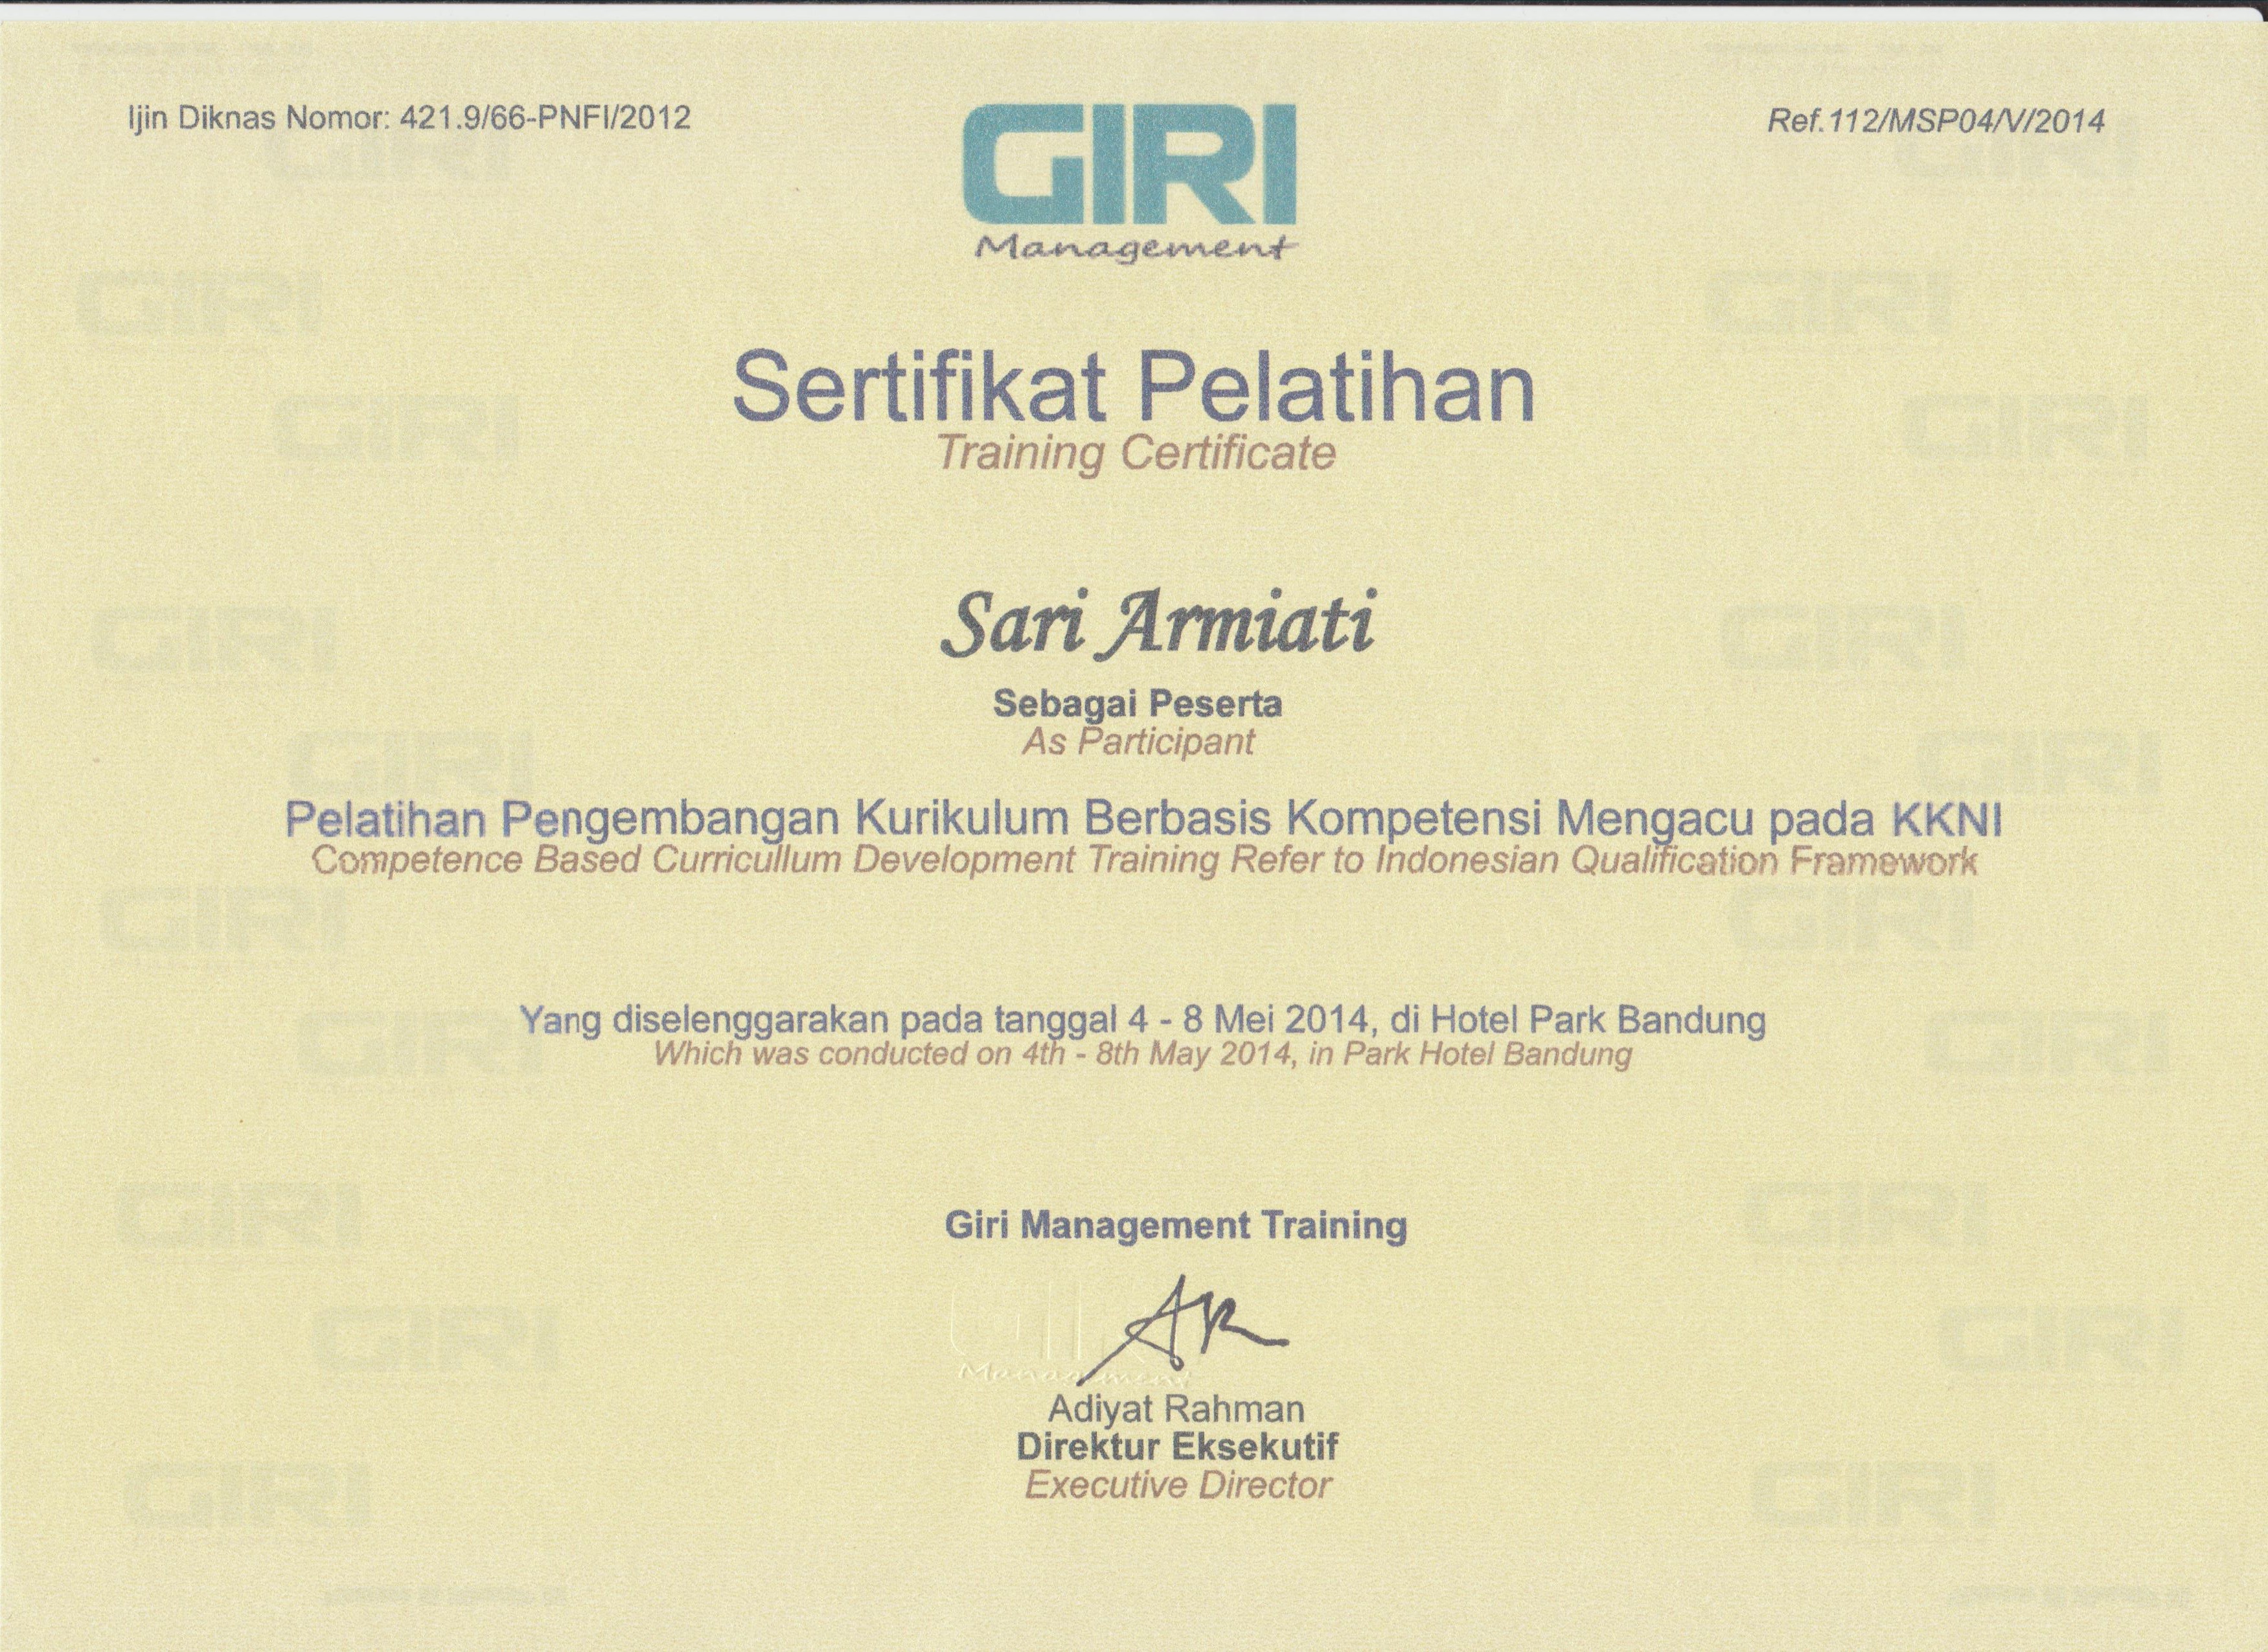 Ijin Diknas Nomor: 421.9/66-PNFI/2012
Ref.112/MSP04/V/2014
GIRI
Management
Sertifikat Pelatihan
Training Certificate
Sari Armiati
Sebagai Peserta
As Participant
Pelatihan Pengembangan Kurikulum Berbasis Kompetensi Mengacu pada KKNI
Competence Based Curricullum Development Training Refer to Indonesian Qualification Framework
Yang diselenggarakan pada tanggal 4 - 8 Mei 2014, di Hotel Park Bandung
Which was conducted on 4th - 8th May 2014, in Park Hotel Bandung
Giri Management Training
AR
GIRI
Management
Adiyat Rahman
Direktur Eksekutif
Executive Director